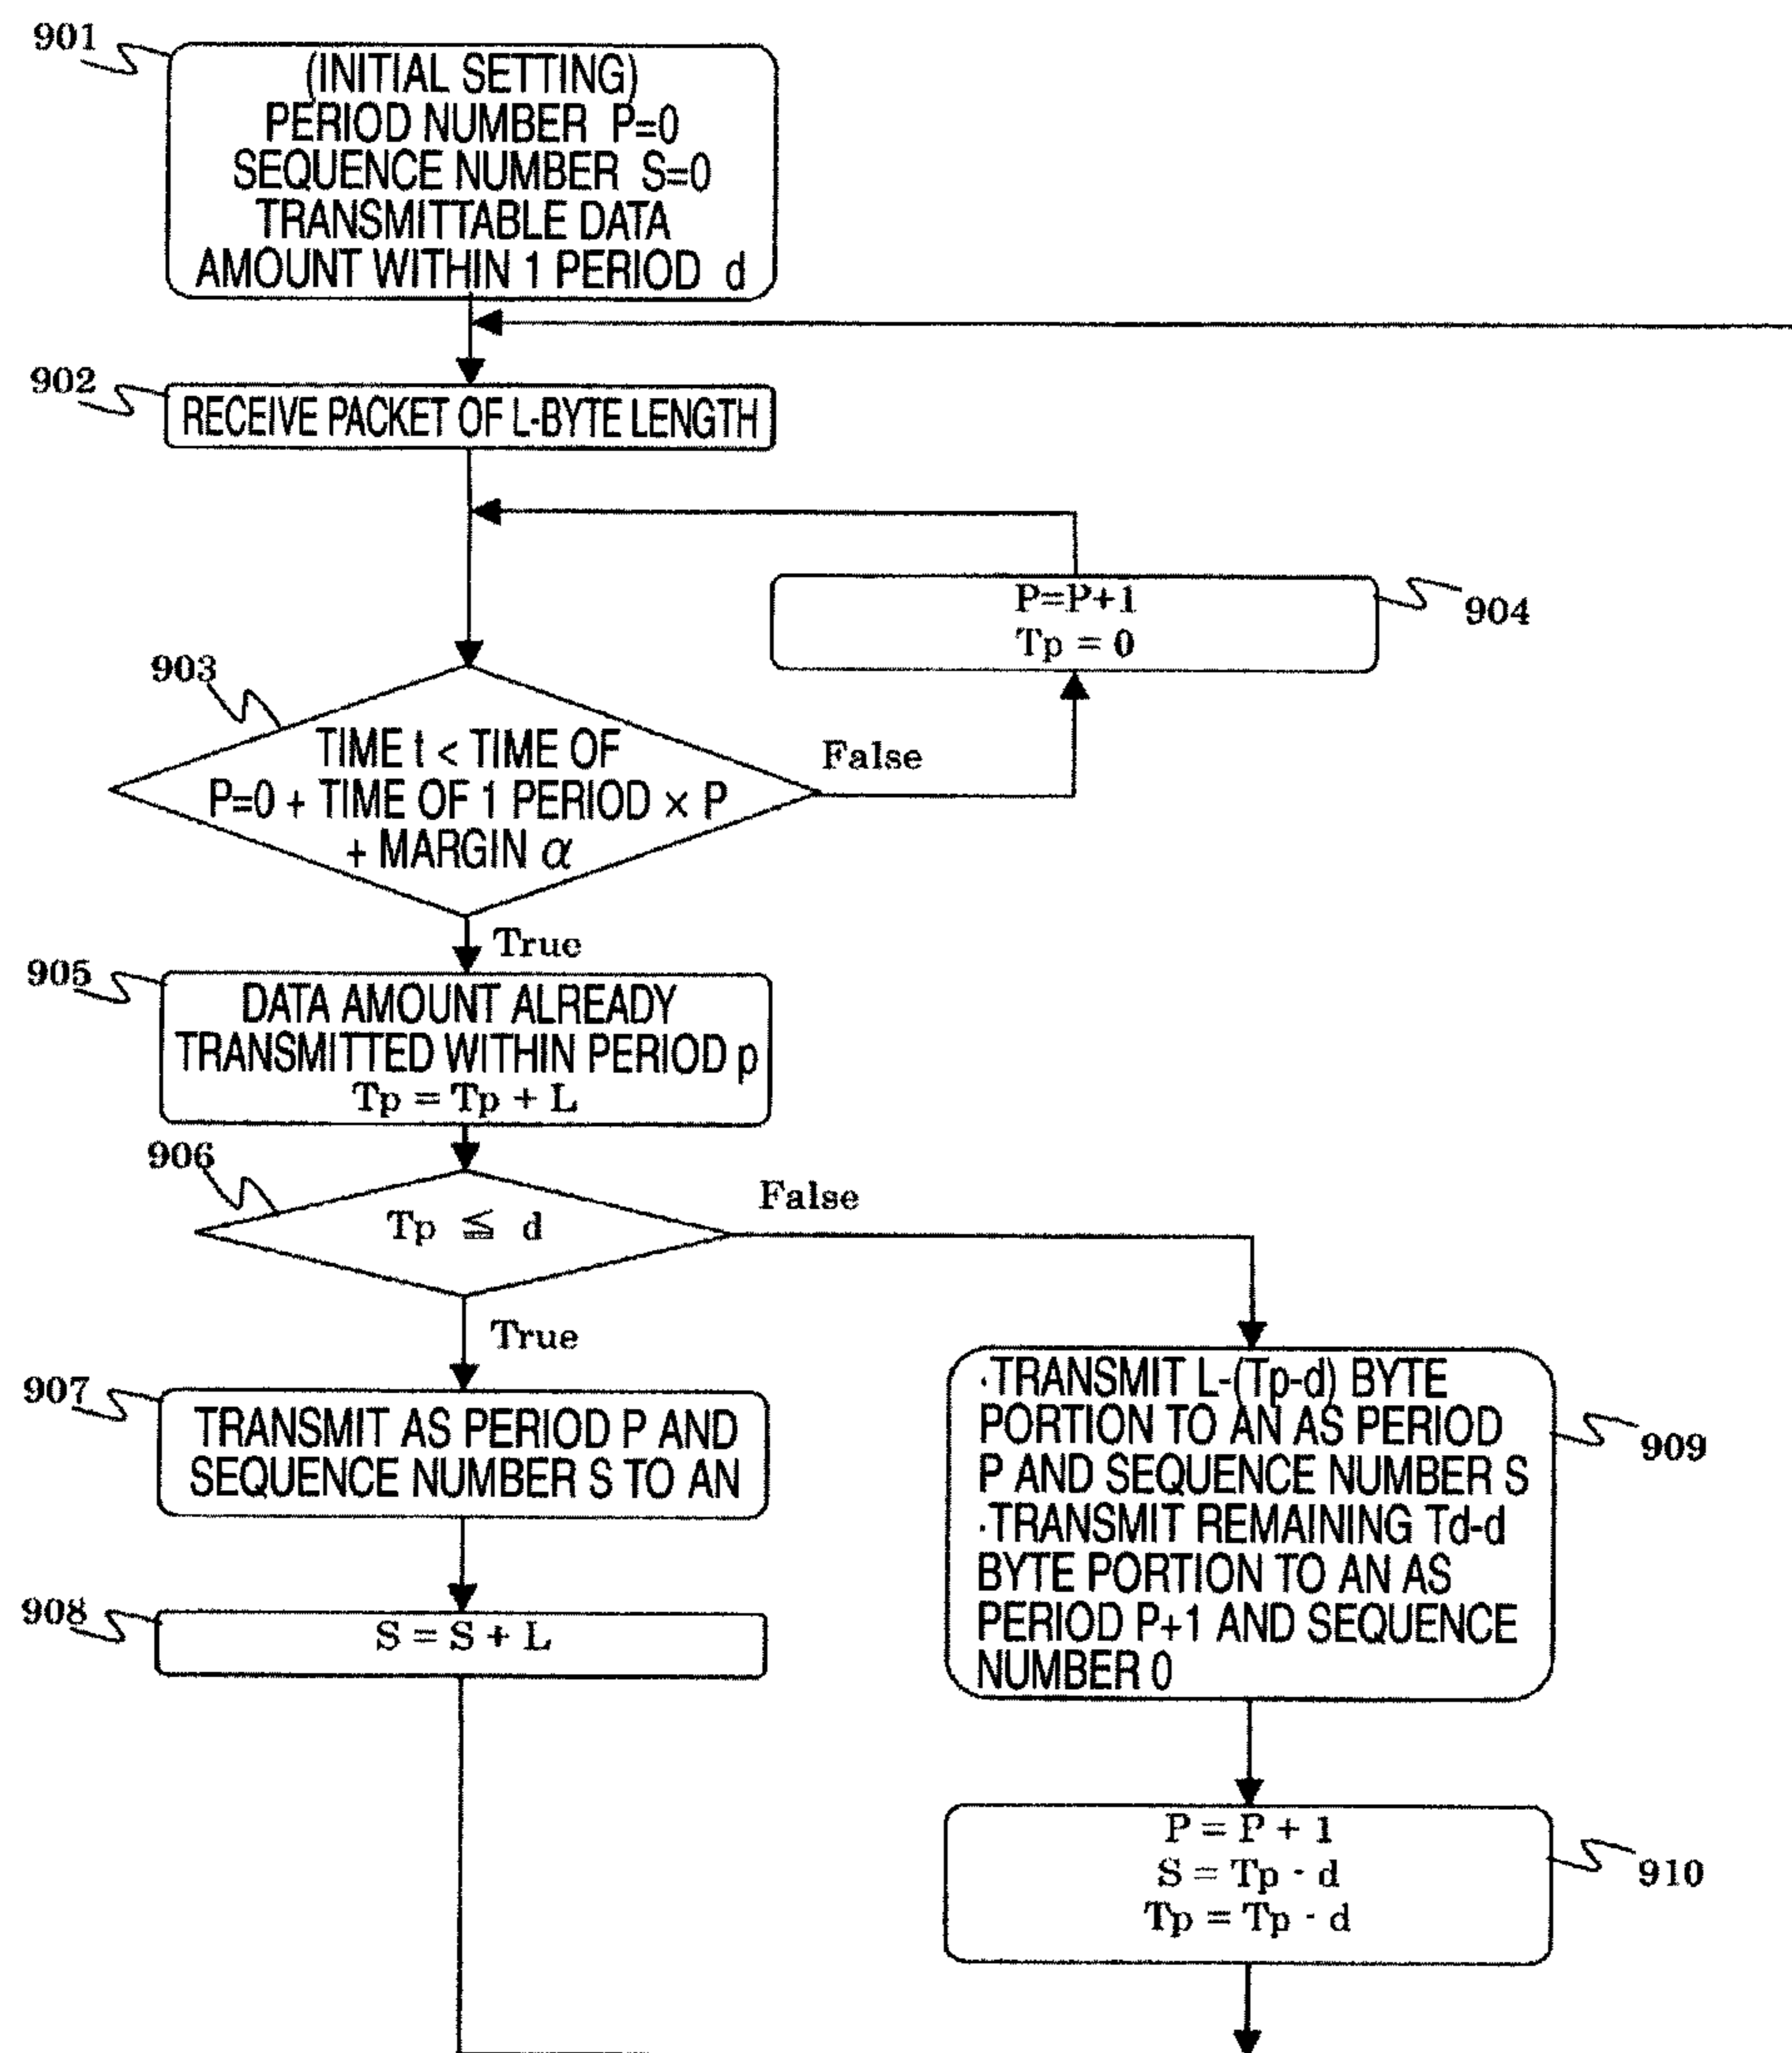 901
(INITIAL SETTING)
PERIOD NUMBER P=0
SEQUENCE NUMBER S=0
TRANSMITTABLE DATA
AMOUNT WITHIN 1 PERIOD d
902
RECEIVE PACKET OF L-BYTE LENGTH
P=P+1
Tp = 0
904
903
TIME t < TIME OF
P=0 + TIME OF 1 PERIOD × P
+ MARGIN α
False
True
905
DATA AMOUNT ALREADY
TRANSMITTED WITHIN PERIOD p
Tp = Tp + L
906
Tp ≦ d
False
True
907
TRANSMIT AS PERIOD P AND
SEQUENCE NUMBER S TO AN
908
S = S + L
·TRANSMIT L-(Tp-d) BYTE
PORTION TO AN AS PERIOD
P AND SEQUENCE NUMBER S
·TRANSMIT REMAINING Td-d
BYTE PORTION TO AN AS
PERIOD P+1 AND SEQUENCE
NUMBER 0
909
P = P + 1
S = Tp - d
Tp = Tp - d
910